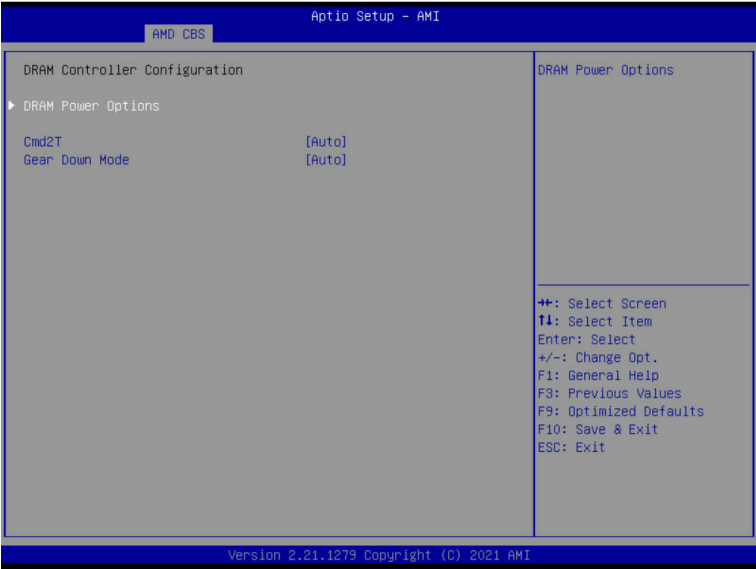 Aptio Setup - AMI
AMD CBS
DRAM Controller Configuration
DRAM Power Options
Cmd2T [Auto]
Gear Down Mode [Auto]
DRAM Power Options
→←: Select Screen
↑↓: Select Item
Enter: Select
+/-: Change Opt.
F1: General Help
F3: Previous Values
F9: Optimized Defaults
F10: Save & Exit
ESC: Exit
Version 2.21.1279 Copyright (C) 2021 AMI